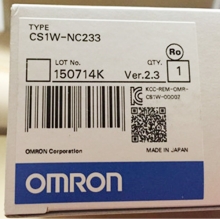 TYPE
CS1W-NC233
Ro
LOT No.
QTY.
150714K
Ver.2.3
1
KCC-REM-OMR-
CS1W-00D02
OMRON Corporation
MADE IN JAPAN
OMRON